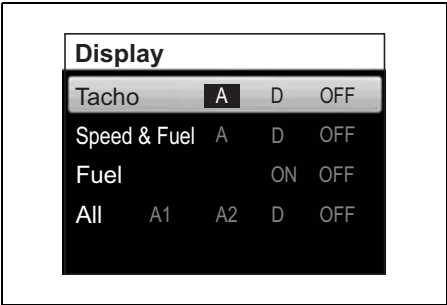 Display
Tacho A D OFF
Speed & Fuel A D OFF
Fuel ON OFF
All A1 A2 D OFF